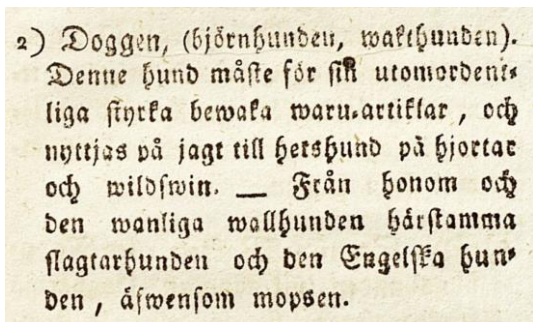 2) Doggen, (björnhunden, wakthunden).
Denne hund måste för sin utomordent-
liga styrka bewaka waru-artiklar, och
nyttjas på jagt till hetshund på hjortar
och wildswin. — Från honom och
den wanliga wallhunden härstamma
slagtarhunden och den Engelska hun-
den, äfwensom mopsen.